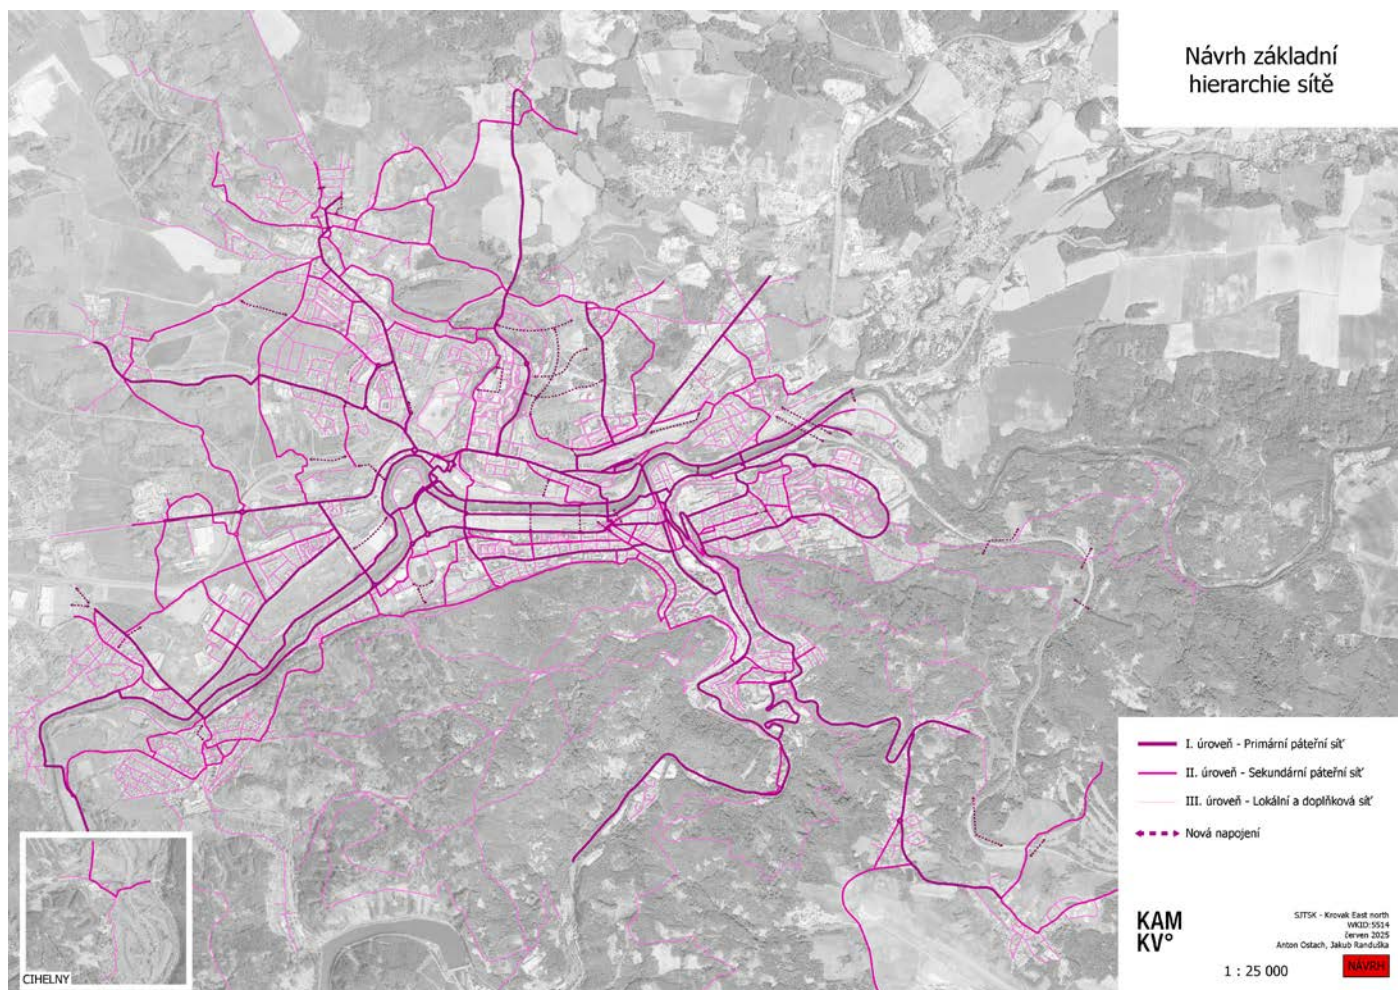 Návrh základní
hierarchie sítě
I. úroveň - Primární páteřní síť
II. úroveň - Sekundární páteřní síť
III. úroveň - Lokální a doplňková síť
Nová napojení
KAM
KV°
SJTSK - Krovak East north
WKID:5514
červen 2025
Anton Ostach, Jakub Randuška
1 : 25 000
NÁVRH
CIHELNY